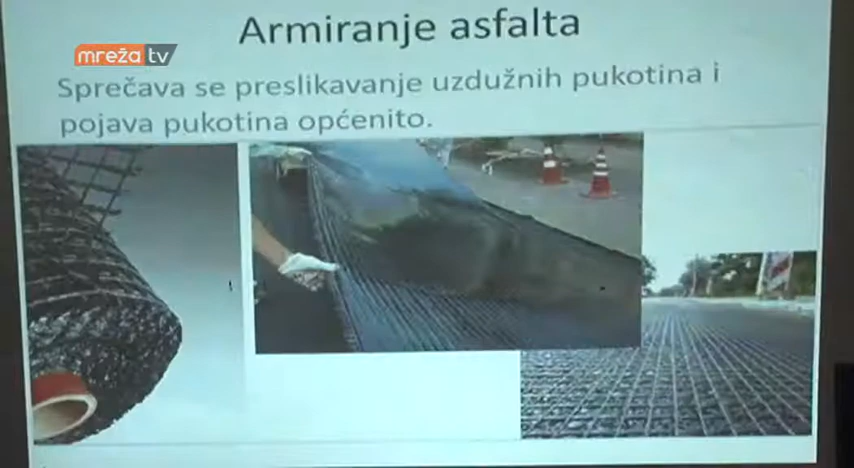 Armiranje asfalta
mreža tv
Sprečava se preslikavanje uzdužnih pukotina i
pojava pukotina općenito.